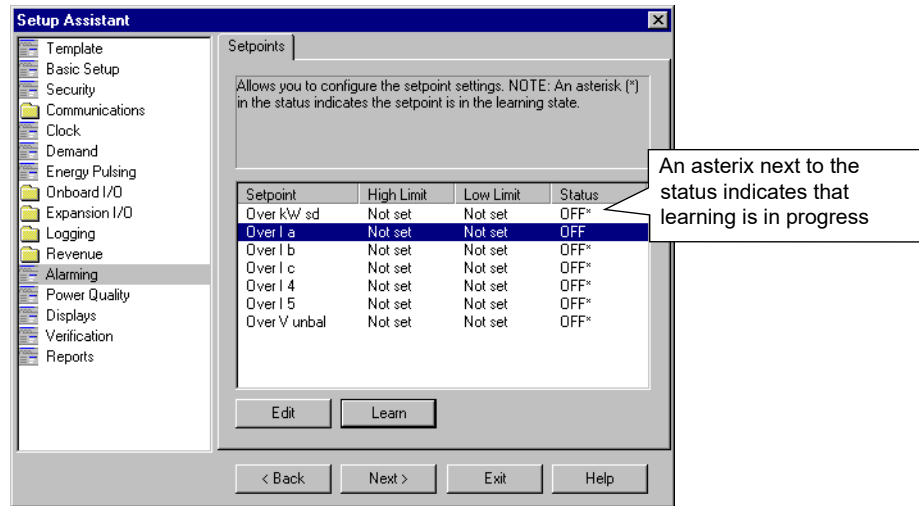 Setup Assistant
Template
Basic Setup
Security
Communications
Clock
Demand
Energy Pulsing
Onboard I/O
Expansion I/O
Logging
Revenue
Alarming
Power Quality
Displays
Verification
Reports
Setpoints
Allows you to configure the setpoint settings. NOTE: An asterisk (*)
in the status indicates the setpoint is in the learning state.
Setpoint High Limit Low Limit Status
Over kW sd Not set Not set OFF*
Over I a Not set Not set OFF
Over I b Not set Not set OFF*
Over I c Not set Not set OFF*
Over I 4 Not set Not set OFF*
Over I 5 Not set Not set OFF*
Over V unbal Not set Not set OFF*
An asterix next to the
status indicates that
learning is in progress
Edit Learn
< Back Next > Exit Help